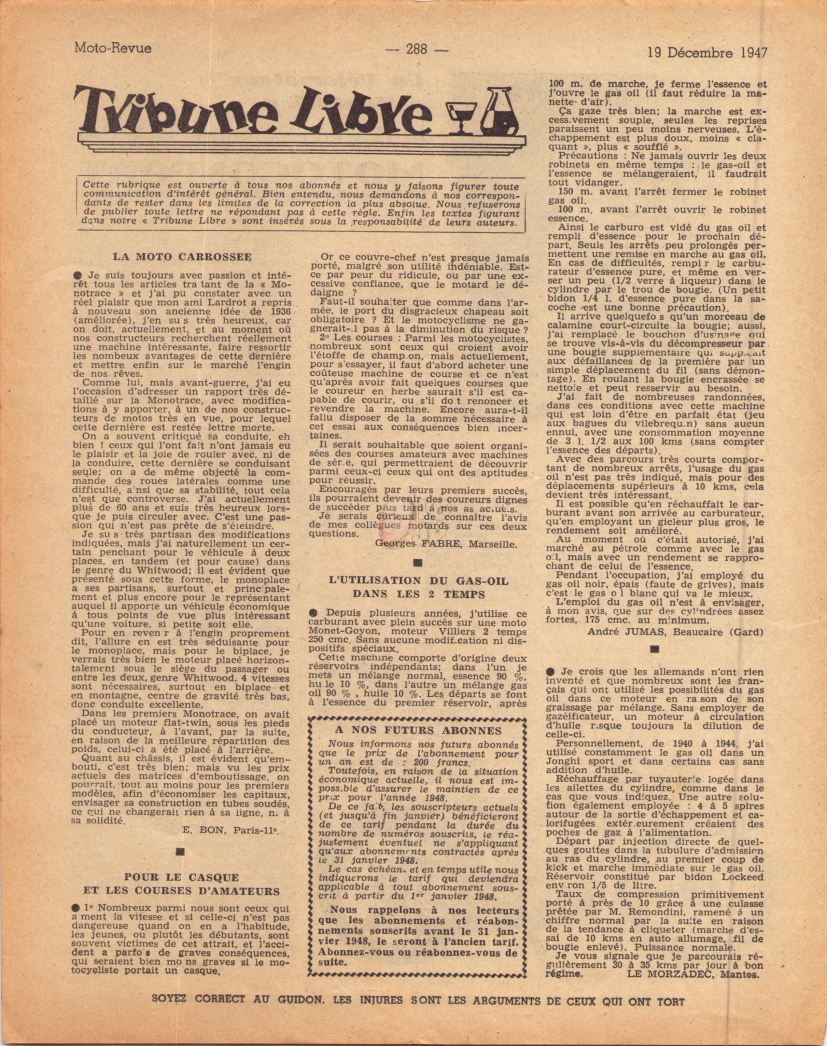 Moto-Revue
— 288 —
19 Décembre 1947
Tribune Libre
Cette rubrique est ouverte à tous nos abonnés et nous y faisons figurer toute
communication d'intérêt général. Bien entendu, nous demandons à nos correspon-
dants de rester dans les limites de la correction la plus absolue. Nous refuserons
de publier toute lettre ne répondant pas à cette règle. Enfin les textes figurant
dans notre « Tribune Libre » sont insérés sous la responsabilité de leurs auteurs.
LA MOTO CARROSSEE
● Je suis toujours avec passion et inté-
rêt tous les articles tra tant de la « Mo-
notrace » et j'ai pu constater avec un
réel plaisir que mon ami Lardrot a repris
à nouveau son ancienne idée de 1936
(améliorée), j'en su s très heureux, car
on doit, actuellement, et au moment où
nos constructeurs recherchent réellement
une machine intéressante, faire ressortir
les nombeux avantages de cette dernière
et mettre enfin sur le marché l'engin
de nos rêves.
Comme lui, mais avant-guerre, j'ai eu
l'occasion d'adresser un rapport très dé-
taillé sur la Monotrace, avec modifica-
tions à y apporter, à un de nos construc-
teurs de motos très en vue, pour lequel
cette dernière est restée lettre morte.
On a souvent critiqué sa conduite, eh
bien ! ceux qui l'ont fait n'ont jamais eu
le plaisir et la joie de rouler avec, ni de
la conduire, cette dernière se conduisant
seule; on a de même objecté la com-
mande des roues latérales comme une
difficulté, a'nsi que sa stabilité, tout cela
n'est que controverse. J'ai actuellement
plus de 60 ans et suis très heureux lors-
que je puis circuler avec. C'est une pas-
sion qui n'est pas prête de s'éteindre.
Je su s très partisan des modifications
indiquées, mais j'ai naturellement un cer-
tain penchant pour le véhicule à deux
places, en tandem (et pour cause) dans
le genre du Whitwood; il est évident que
présenté sous cette forme, le monoplace
a ses partisans, surtout et princ'pale-
ment et plus encore pour le représentant
auquel il apporte un véhicule économique
à tous points de vue plus intéressant
qu'une voiture, si petite soit elle.
Pour en reven r à l'engin proprement
dit, l'allure en est très séduisante pour
le monoplace, mais pour le biplace, je
verrais très bien le moteur placé horizon-
talement sous le siège du passager ou
entre les deux, genre Whitwood. 4 vitesses
sont nécessaires, surtout en biplace et
en montagne, centre de gravité très bas,
donc conduite excellente.
Dans les premiers Monotrace, on avait
placé un moteur flat-twin, sous les pieds
du conducteur, à l'avant, par la suite,
en raison de la meilleure répartition des
poids, celui-ci a été placé à l'arrière.
Quant au châssis, il est évident qu'em-
bouti, c'est très bien; mais vu les prix
actuels des matrices d'emboutissage, on
pourrait, tout au moins pour les premiers
modèles, afin d'économiser les capitaux,
envisager sa construction en tubes soudés,
ce qui ne changerait rien à sa ligne, n. à
sa solidité.
E. BON, Paris-11e.
POUR LE CASQUE
ET LES COURSES D'AMATEURS
● 1° Nombreux parmi nous sont ceux qui
a ment la vitesse et si celle-ci n'est pas
dangereuse quand on en a l'habitude,
les jeunes, ou plutôt les débutants, sont
souvent victimes de cet attrait, et l'acci-
dent a parfo's de graves conséquences,
qui seraient bien mo ns graves si le mo-
tocycliste portait un casque.
Or ce couvre-chef n'est presque jamais
porté, malgré son utilité indéniable. Est-
ce par peur du ridicule, ou par une ex-
cessive confiance, que le motard le dé-
daigne ?
Faut-il souha'ter que comme dans l'ar-
mée, le port du disgracieux chapeau soit
obligatoire ? Et le motocyclisme ne ga-
gnerait-.l pas à la diminution du risque ?
2° Les courses : Parmi les motocyclistes,
nombreux sont ceux qui croient avoir
l'étoffe de champ.on, mais actuellement,
pour s'essayer, il faut d'abord acheter une
coûteuse machine de course et ce n'est
qu'après avoir fait quelques courses que
le coureur en herbe saurait s'il est ca-
pable de courir, ou s'il do t renoncer et
revendre la machine. Encore aura-t-il
fallu disposer de la somme nécessaire à
cet essai aux conséquences bien incer-
taines.
Il serait souhaitable que soient organi-
sées des courses amateurs avec machines
de sér.e, qui permettraient de découvrir
parmi ceux-ci ceux qui ont des aptitudes
pour réussir.
Encouragés par leurs premiers succès,
ils pourraient devenir des coureurs dignes
de succéder plus tard à nos as
Je serais curieux de connaître l'avis
de mes collègues motards sur ces deux
questions.
Georges FABRE, Marseille.
L'UTILISATION DU GAS-OIL
DANS LES 2 TEMPS
● Depuis plusieurs années, j'utilise ce
carburant avec plein succès sur une moto
Monet-Goyon, moteur Villiers 2 temps
250 cmc. Sans aucune modif.cation ni dis-
positifs spéciaux.
Cette machine comporte d'origine deux
réservoirs indépendants; dans l'un je
mets un mélange normal, essence 90 %,
hu le 10 %, dans l'autre un mélange gas
oil 90 % , huile 10 %. Les départs se font
à l'essence du premier réservoir, après
A NOS FUTURS ABONNES
Nous informons nos futurs abonnés
que le prix de l'abonnement pour
un an est de : 200 francs.
Toutefois, en raison de la situation
économique actuelle, il nous est im-
poss.ble d'assurer le maintien de ce
prix pour l'année 1948.
De ce fait, les souscripteurs actuels
(et jusqu'à fin janvier) bénéficieront
de ce tarif pendant la durée du
nombre de numéros souscrits, le réa-
justement éventuel ne s'appliquant
qu'aux abonnements contractés après
le 31 janvier 1948.
Le cas échéan. et en temps utile nous
indiquerons le tarif qui deviendra
applicable à tout abonnement sous-
crit à partir du 1er janvier 1948.
Nous rappelons à nos lecteurs
que les abonnements et réabon-
nements souscrits avant le 31 jan-
vier 1948, le seront à l'ancien tarif.
Abonnez-vous ou réabonnez-vous de
suite.
100 m. de marche, je ferme l'essence et
j'ouvre le gas oil (il faut réduire la ma-
nette d'air).
Ça gaze très bien; la marche est ex-
cess.vement souple, seules les reprises
paraissent un peu moins nerveuses. L'é-
chappement est plus doux, moins « cla-
quant », plus « soufflé ».
Précautions : Ne jamais ouvrir les deux
robinets en même temps : le gas-oil et
l'essence se mélangeraient, il faudrait
tout vidanger.
150 m. avant l'arrêt fermer le robinet
gas oil.
100 m. avant l'arrêt ouvrir le robinet
essence.
Ainsi le carburo est vidé du gas oil et
rempli d'essence pour le prochain dé-
part. Seuls les arrêts peu prolongés per-
mettent une remise en marche au gas oil.
En cas de difficultés, rempl r le carbu-
rateur d'essence pure, et même en ver-
ser un peu (1/2 verre à liqueur) dans le
cylindre par le trou de bougie. (Un petit
bidon 1/4 l. d'essence pure dans la sa-
coche est une bonne précaution).
Il arrive quelquefo s qu'un morceau de
calamine court-circuite la bougie; aussi,
j'ai remplacé le bouchon d'usinage qui
se trouve vis-à-vis du décompresseur par
une bougie supplémentaire qui
aux défaillances de la première par un
simple déplacement du fil (sans démon-
tage). En roulant la bougie encrassée se
nettoie et peut resservir au besoin.
J'ai fait de nombreuses randonnées,
dans ces conditions avec cette machine
qui est loin d'être en parfait état (jeu
aux bagues du vilebrequ.n) sans aucun
ennui, avec une consommation moyenne
de 3 l. 1/2 aux 100 kms (sans compter
l'essence des départs).
Avec des parcours très courts compor-
tant de nombreux arrêts, l'usage du gas
oil n'est pas très indiqué, mais pour des
déplacements supérieurs à 10 kms, cela
devient très intéressant.
Il est possible qu'en réchauffait le car-
burant avant son arrivée au carburateur,
qu'en employant un gicleur plus gros, le
rendement soit amélioré.
Au moment où c'était autorisé, j'ai
marché au pétrole comme avec le gas
o.l, mais avec un rendement se rappro-
chant de celui de l'essence.
Pendant l'occupation, j'ai employé du
gas oil noir, épais (faute de grives), mais
c'est le gas o l blanc qui va le mieux.
L'emploi du gas oil n'est à envisager,
à mon avis, que sur des cylindrées assez
fortes, 175 cmc. au minimum.
André JUMAS, Beaucaire (Gard)
● Je crois que les allemands n'ont rien
inventé et que nombreux sont les fran-
çais qui ont utilisé les possibilités du gas
oil dans ce moteur en ra son de son
graissage par mélange. Sans employer de
gazéificateur, un moteur à circulation
d'huile r.sque toujours la dilution de
celle-ci.
Personnellement, de 1940 à 1944, j'ai
utilisé constamment le gas oil dans un
Jonghi sport et dans certains cas sans
addition d'huile.
Réchauffage par tuyauterie logée dans
les ailettes du cylindre, comme dans le
cas que vous indiquez. Une autre solu-
tion également employée : 4 à 5 spires
autour de la sortie d'échappement et ca-
lorifugées extér.eurement créaient des
poches de gaz à l'alimentation.
Départ par injection directe de quel-
ques gouttes dans la tubulure d'admission
au ras du cylindre, au premier coup de
kick et marche immédiate sur le gas oil.
Réservoir constitué par bidon Lockeed
env ron 1/5 de litre.
Taux de compression primitivement
porté à près de 10 grâce à une culasse
prêtée par M. Remondini, ramené à un
chiffre normal par la suite en raison
de la tendance à cliqueter (marche d'es-
sai de 10 kms en auto allumage, fil de
bougie enlevé). Puissance normale.
Je vous signale que je parcourais ré-
gulièrement 30 à 35 kms par jour à bon
régime. LE MORZADEC, Mantes.
SOYEZ CORRECT AU GUIDON. LES INJURES SONT LES ARGUMENTS DE CEUX QUI ONT TORT